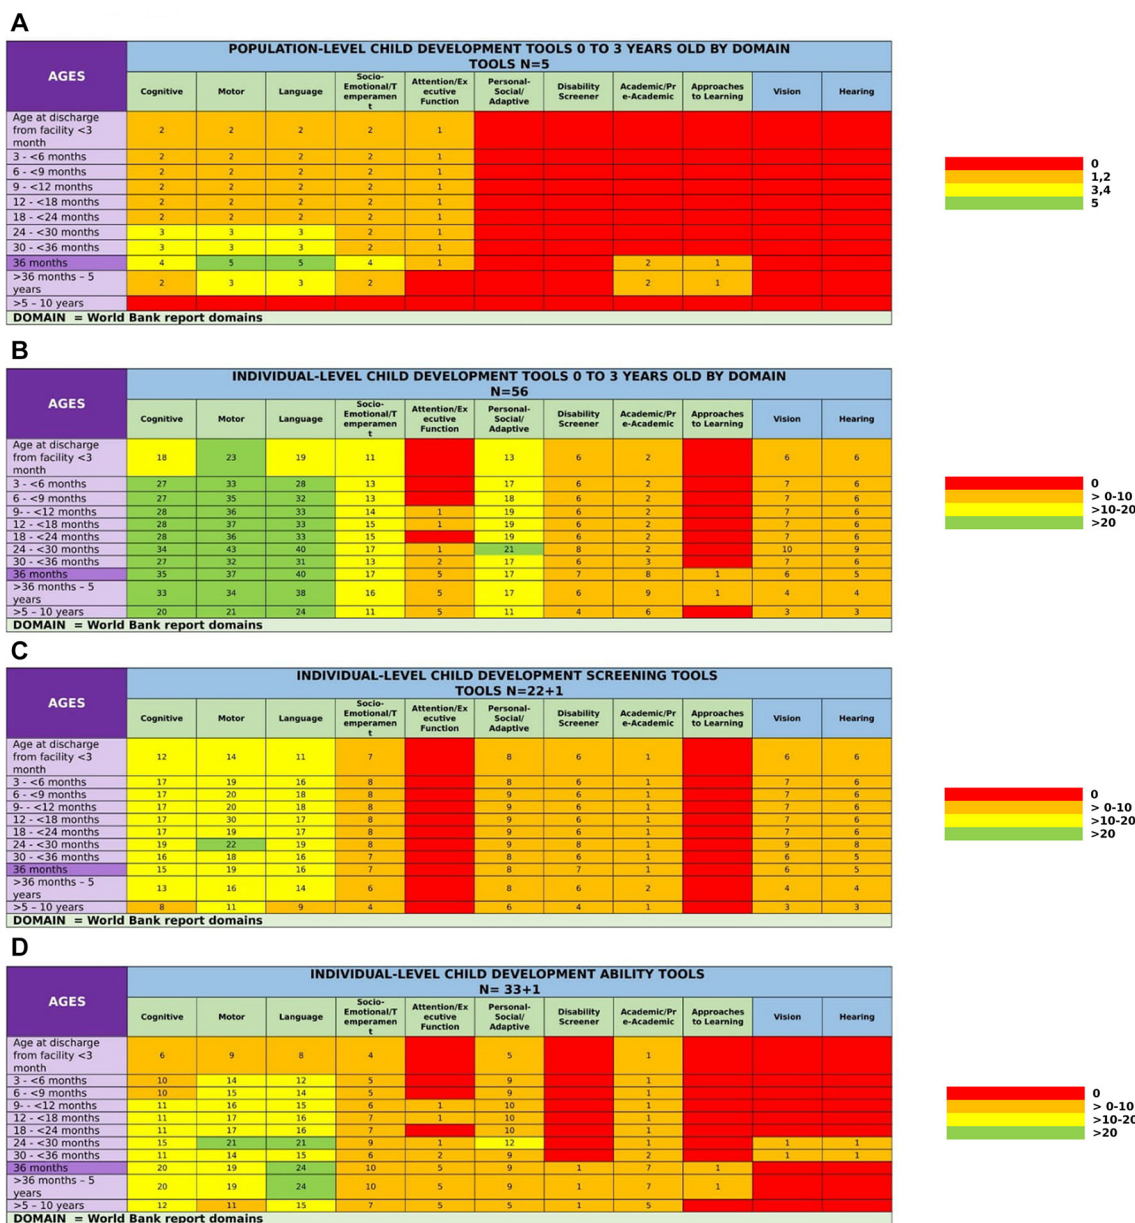 A
AGES
POPULATION-LEVEL CHILD DEVELOPMENT TOOLS 0 TO 3 YEARS OLD BY DOMAIN
TOOLS N=5
Cognitive Motor Language Socio-Emotional/Temperament Attention/Executive Function Personal-Social/Adaptive Disability Screener Academic/Pre-Academic Approaches to Learning Vision Hearing
Age at discharge from facility <3 month 2 2 2 2 1
3 - <6 months 2 2 2 2 1
6 - <9 months 2 2 2 2 1
9 - <12 months 2 2 2 2 1
12 - <18 months 2 2 2 2 1
18 - <24 months 2 2 2 2 1
24 - <30 months 3 3 3 2 1
30 - <36 months 3 3 3 2 1
36 months 4 5 5 4 1 2 1
>36 months – 5 years 2 3 3 2 2 1
>5 – 10 years
DOMAIN = World Bank report domains
0
1,2
3,4
5
B
AGES
INDIVIDUAL-LEVEL CHILD DEVELOPMENT TOOLS 0 TO 3 YEARS OLD BY DOMAIN
N=56
Cognitive Motor Language Socio-Emotional/Temperament Attention/Executive Function Personal-Social/Adaptive Disability Screener Academic/Pre-Academic Approaches to Learning Vision Hearing
Age at discharge from facility <3 month 18 23 19 11 13 6 2 6 6
3 - <6 months 27 33 28 13 17 6 2 7 6
6 - <9 months 27 35 32 13 18 6 2 7 6
9- - <12 months 28 36 33 14 1 19 6 2 7 6
12 - <18 months 28 37 33 15 1 19 6 2 7 6
18 - <24 months 28 36 33 15 19 6 2 7 6
24 - <30 months 34 43 40 17 1 21 8 2 10 9
30 - <36 months 27 32 31 13 2 17 6 3 7 6
36 months 35 37 40 17 5 17 7 8 1 6 5
>36 months – 5 years 33 34 38 16 5 17 6 9 1 4 4
>5 – 10 years 20 21 24 11 5 11 4 6 3 3
DOMAIN = World Bank report domains
0
> 0-10
>10-20
>20
C
AGES
INDIVIDUAL-LEVEL CHILD DEVELOPMENT SCREENING TOOLS
TOOLS N=22+1
Cognitive Motor Language Socio-Emotional/Temperament Attention/Executive Function Personal-Social/Adaptive Disability Screener Academic/Pre-Academic Approaches to Learning Vision Hearing
Age at discharge from facility <3 month 12 14 11 7 8 6 1 6 6
3 - <6 months 17 19 16 8 8 6 1 7 6
6 - <9 months 17 20 18 8 9 6 1 7 6
9- - <12 months 17 20 18 8 9 6 1 7 6
12 - <18 months 17 30 17 8 9 6 1 7 6
18 - <24 months 17 19 17 8 9 6 1 7 6
24 - <30 months 19 22 19 8 9 8 1 9 8
30 - <36 months 16 18 16 7 8 6 1 6 5
36 months 15 19 16 7 8 7 1 6 5
>36 months – 5 years 13 16 14 6 8 6 2 4 4
>5 – 10 years 8 11 9 4 6 4 1 3 3
DOMAIN = World Bank report domains
0
> 0-10
>10-20
>20
D
AGES
INDIVIDUAL-LEVEL CHILD DEVELOPMENT ABILITY TOOLS
N= 33+1
Cognitive Motor Language Socio-Emotional/Temperament Attention/Executive Function Personal-Social/Adaptive Disability Screener Academic/Pre-Academic Approaches to Learning Vision Hearing
Age at discharge from facility <3 month 6 9 8 4 5 1
3 - <6 months 10 14 12 5 9 1
6 - <9 months 10 15 14 5 9 1
9- - <12 months 11 16 15 6 1 10 1
12 - <18 months 11 17 16 7 1 10 1
18 - <24 months 11 17 16 7 10 1
24 - <30 months 15 21 21 9 1 12 1 1 1
30 - <36 months 11 14 15 6 2 9 2 1 1
36 months 20 19 24 10 5 9 1 7 1
>36 months – 5 years 20 19 24 10 5 9 1 7 1
>5 – 10 years 12 11 15 7 5 5 1 5
DOMAIN = World Bank report domains
0
> 0-10
>10-20
>20